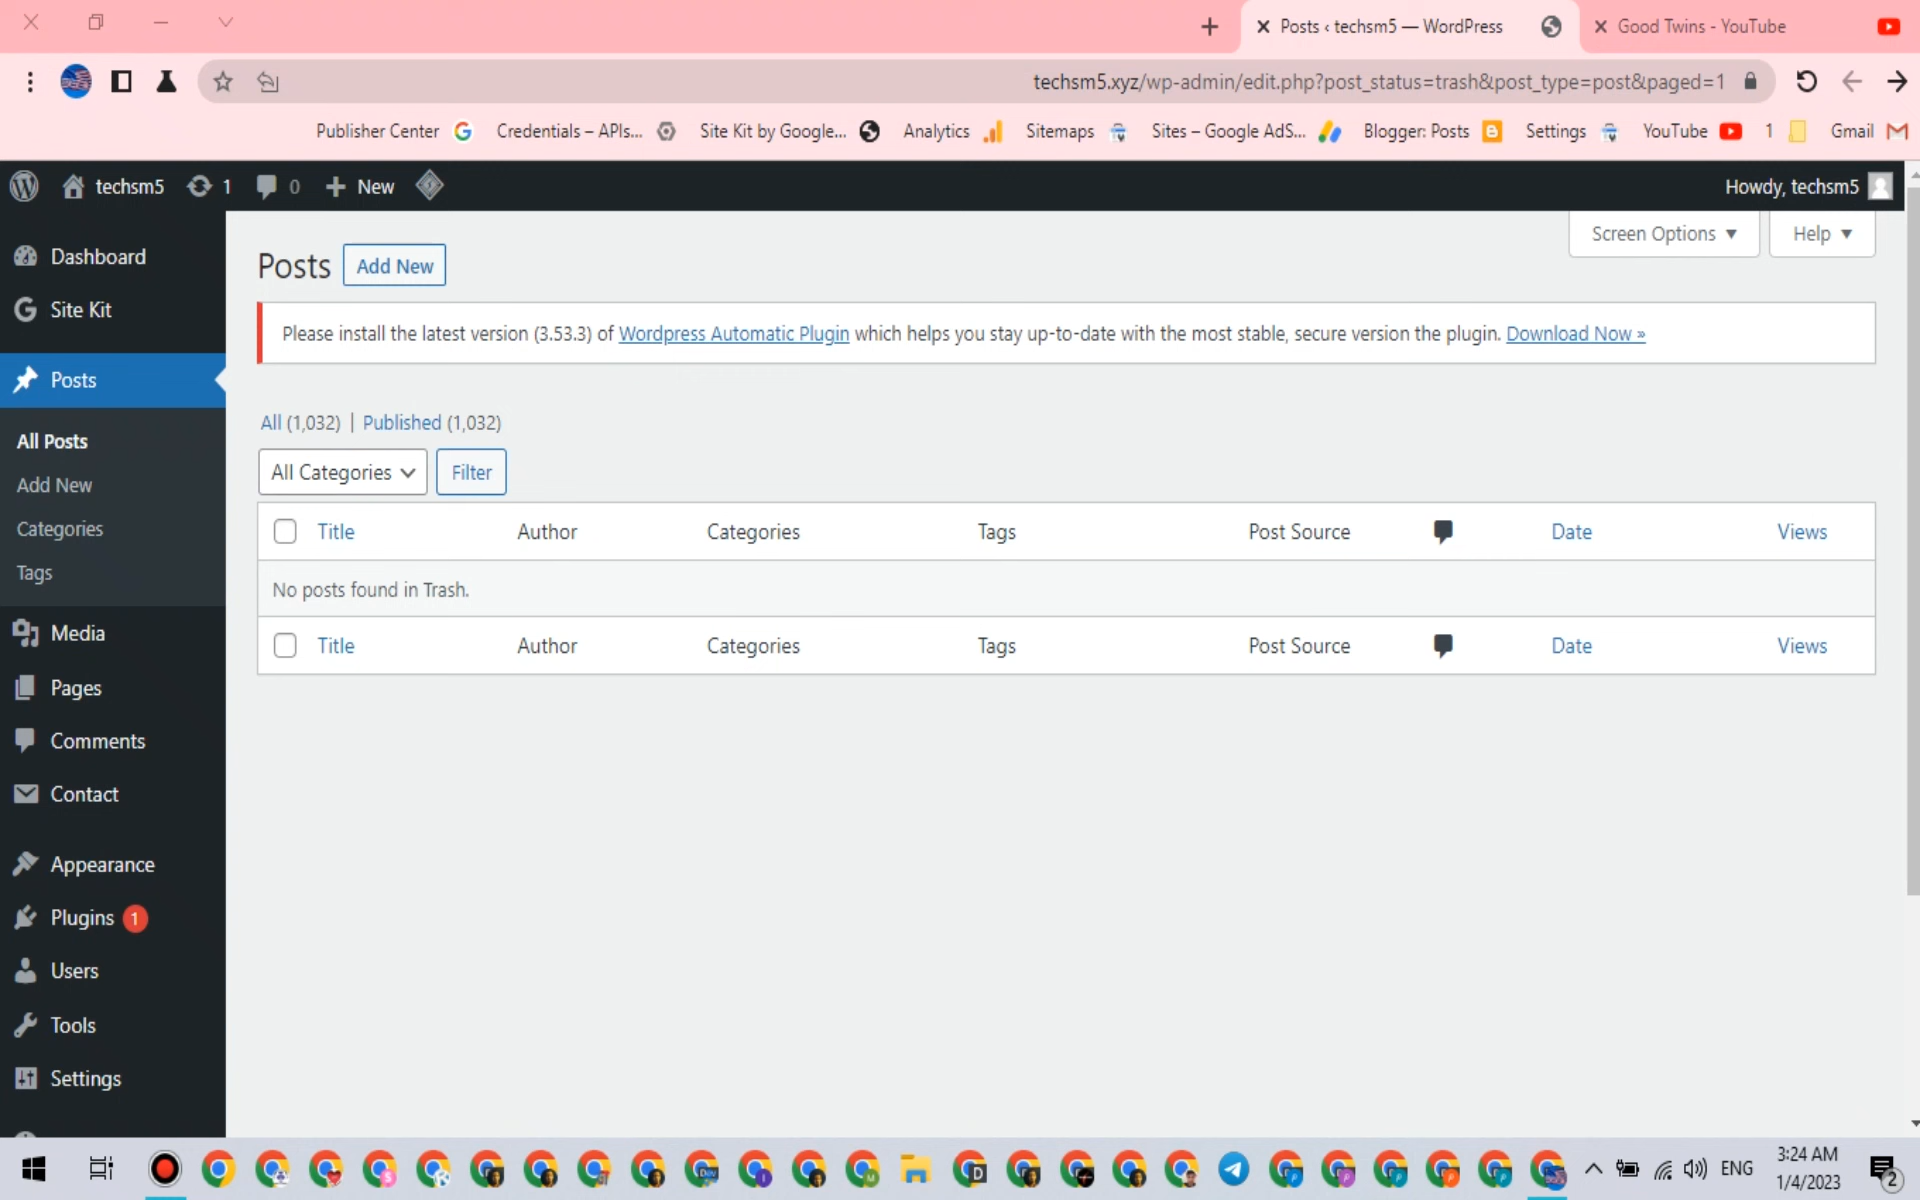 Posts ‹ techsm5 — WordPress
Good Twins - YouTube
techsm5.xyz/wp-admin/edit.php?post_status=trash&post_type=post&paged=1
Publisher Center
Credentials – APIs...
Site Kit by Google...
Analytics
Sitemaps
Sites – Google AdS...
Blogger: Posts
Settings
YouTube
1
Gmail
techsm5
1
0
New
Howdy, techsm5
Dashboard
Site Kit
Posts
All Posts
Add New
Categories
Tags
Media
Pages
Comments
Contact
Appearance
Plugins 1
Users
Tools
Settings
Screen Options
Help
Posts
Add New
Please install the latest version (3.53.3) of Wordpress Automatic Plugin which helps you stay up-to-date with the most stable, secure version the plugin. Download Now »
All (1,032) | Published (1,032)
All Categories
Filter
Title Author Categories Tags Post Source Date Views
No posts found in Trash.
Title Author Categories Tags Post Source Date Views
ENG
3:24 AM
1/4/2023
2